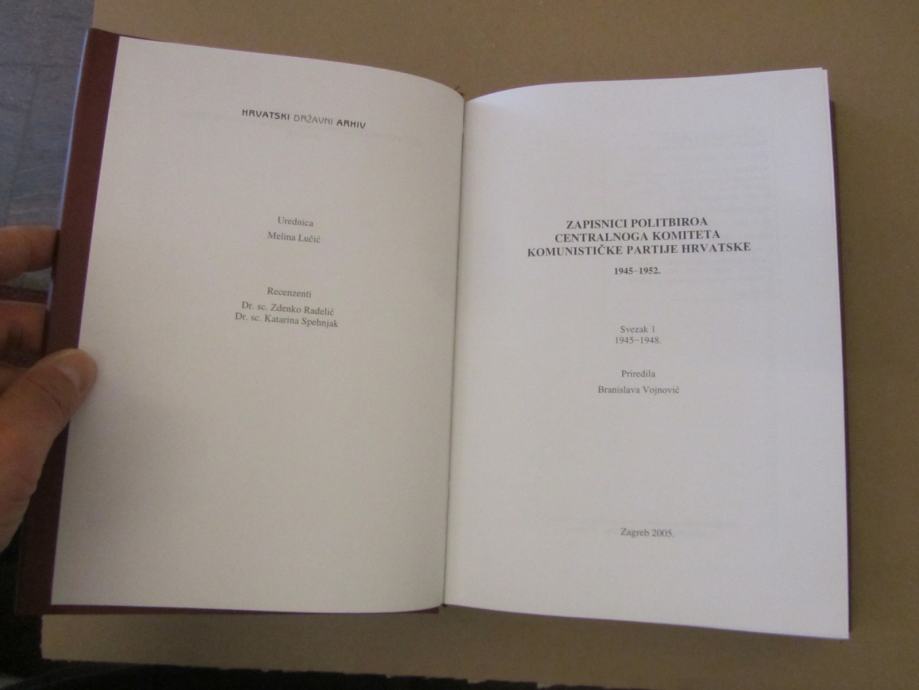 HRVATSKI DRŽAVNI ARHIV
Urednica
Melina Lučić
Recenzenti
Dr. sc. Zdenko Radelić
Dr. sc. Katarina Spehnjak
ZAPISNICI POLITBIROA
CENTRALNOGA KOMITETA
KOMUNISTIČKE PARTIJE HRVATSKE
1945-1952.
Svezak 1
1945-1948.
Priredila
Branislava Vojnović
Zagreb 2005.